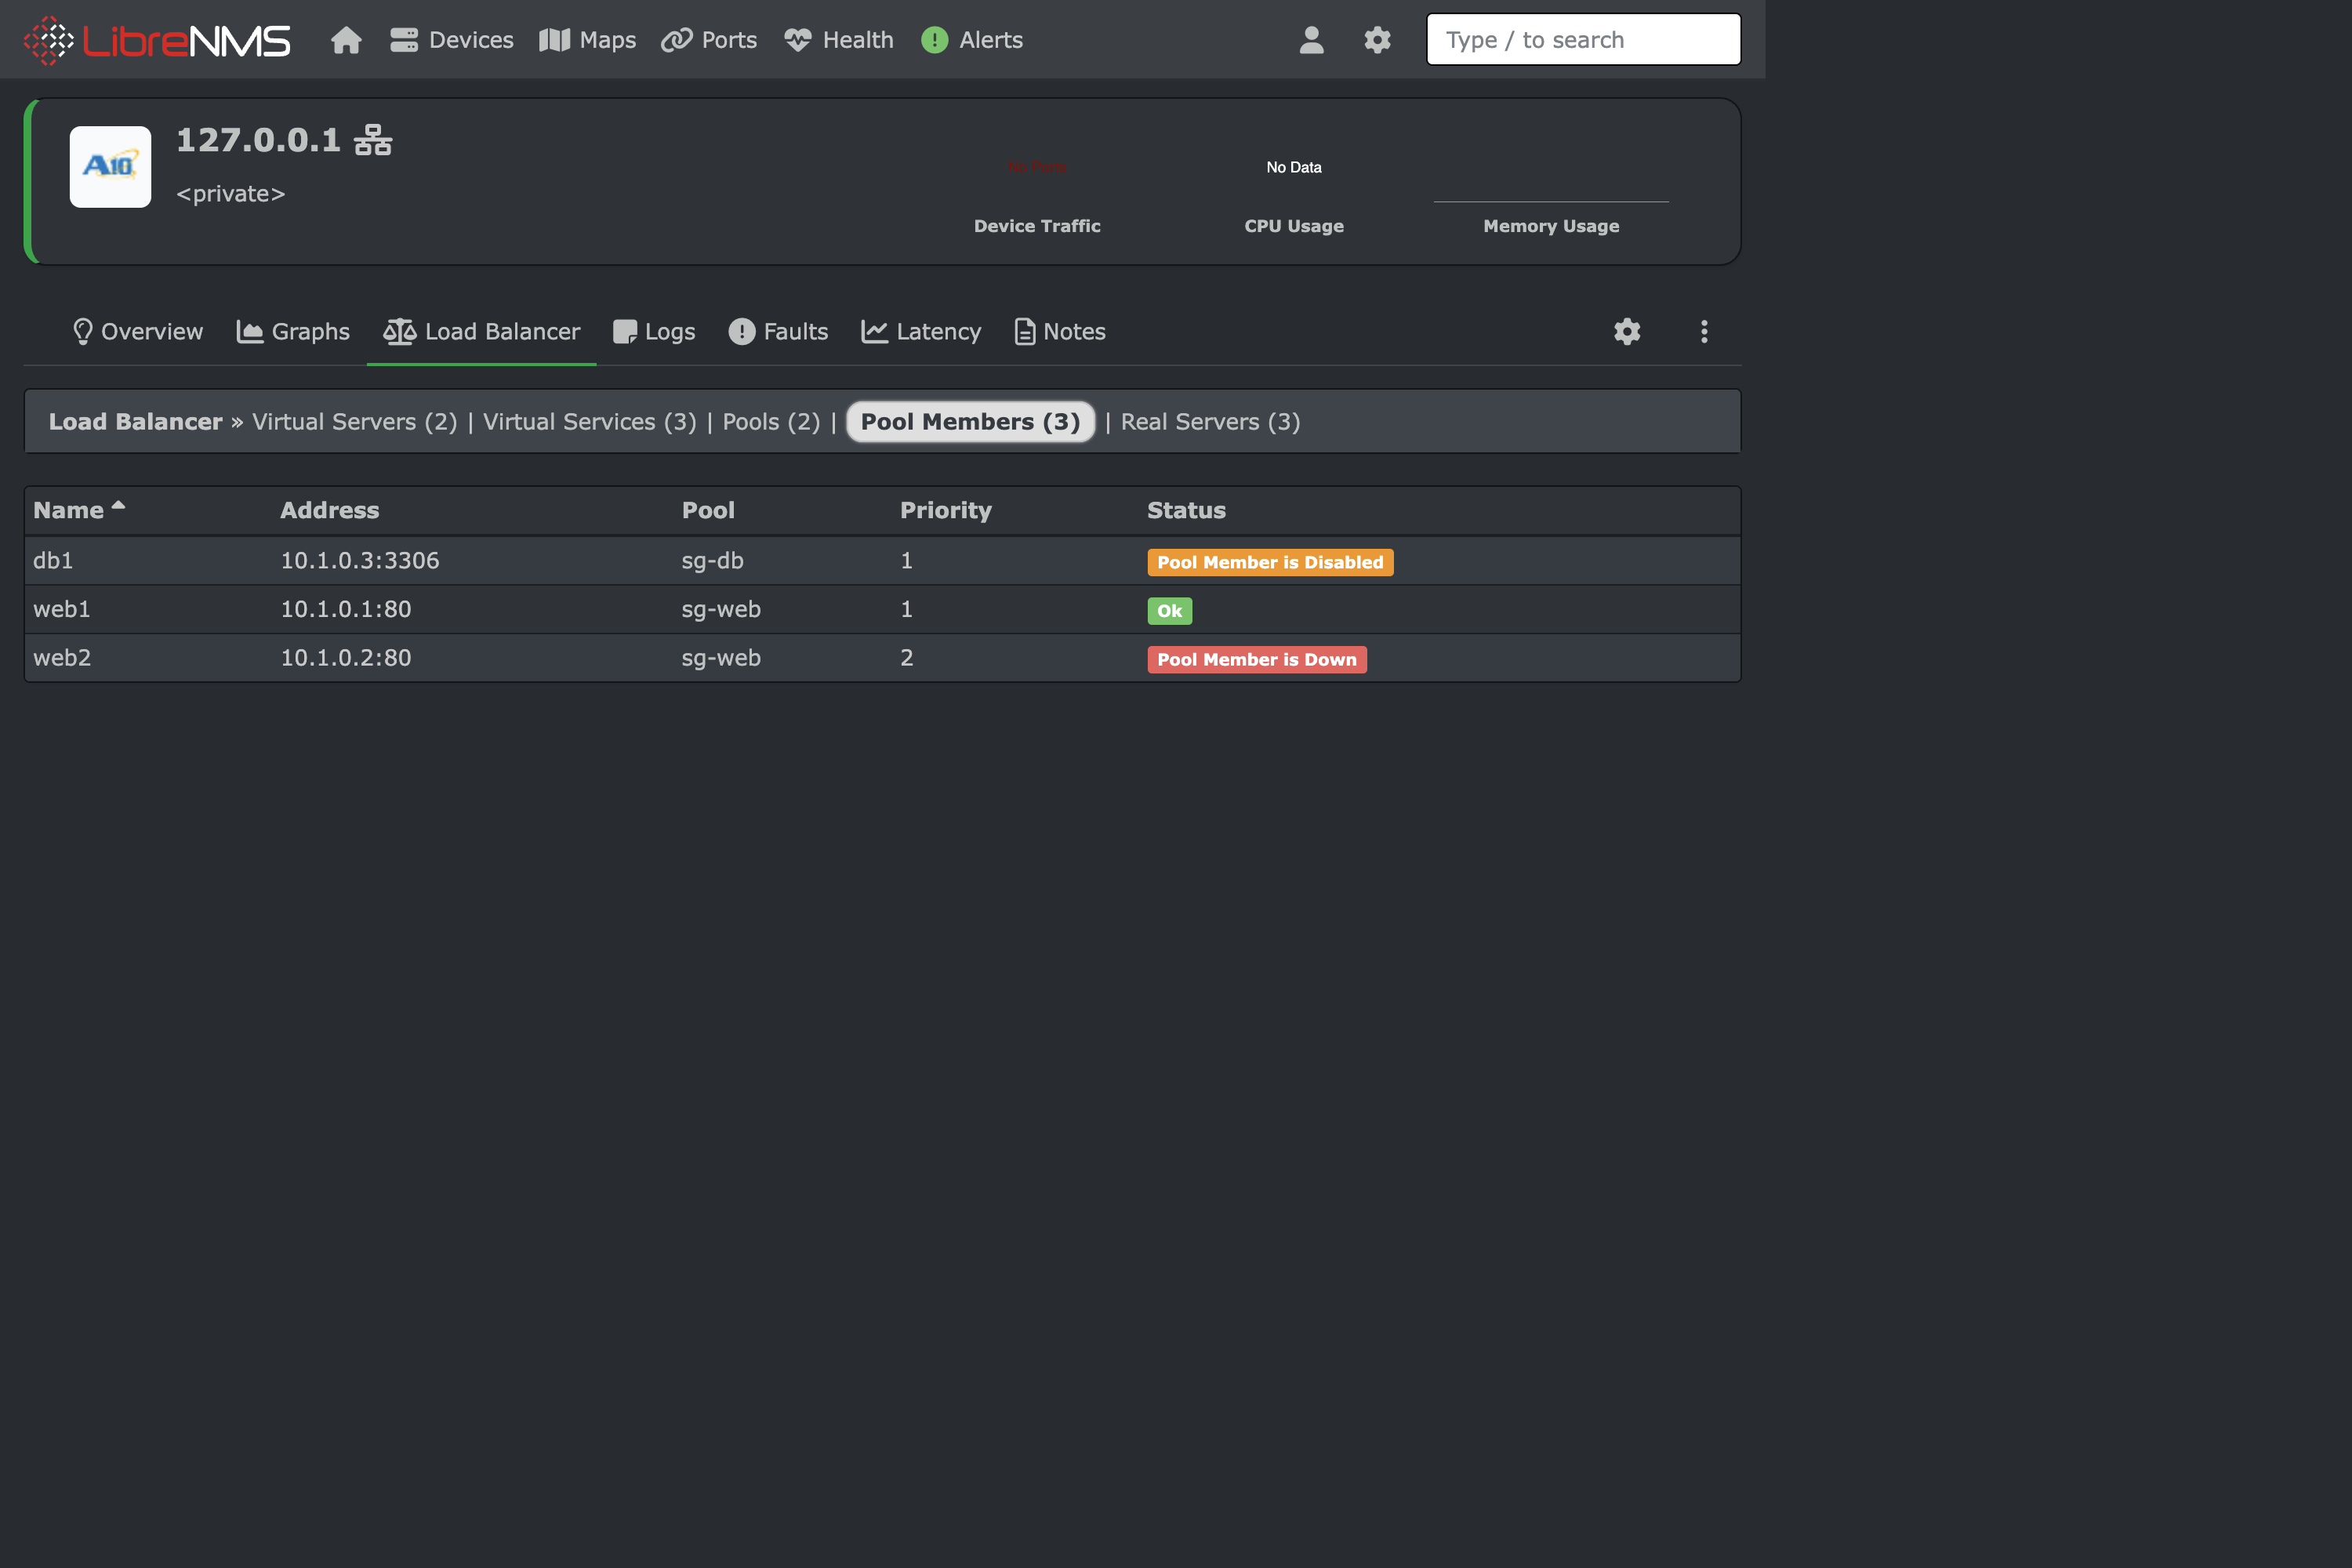 LibreNMS Devices Maps Ports Health Alerts Type / to search
A10
127.0.0.1
<private>
No Ports No Data
Device Traffic CPU Usage Memory Usage
Overview Graphs Load Balancer Logs Faults Latency Notes
Load Balancer » Virtual Servers (2) | Virtual Services (3) | Pools (2) | Pool Members (3) | Real Servers (3)
Name Address Pool Priority Status
db1 10.1.0.3:3306 sg-db 1 Pool Member is Disabled
web1 10.1.0.1:80 sg-web 1 Ok
web2 10.1.0.2:80 sg-web 2 Pool Member is Down